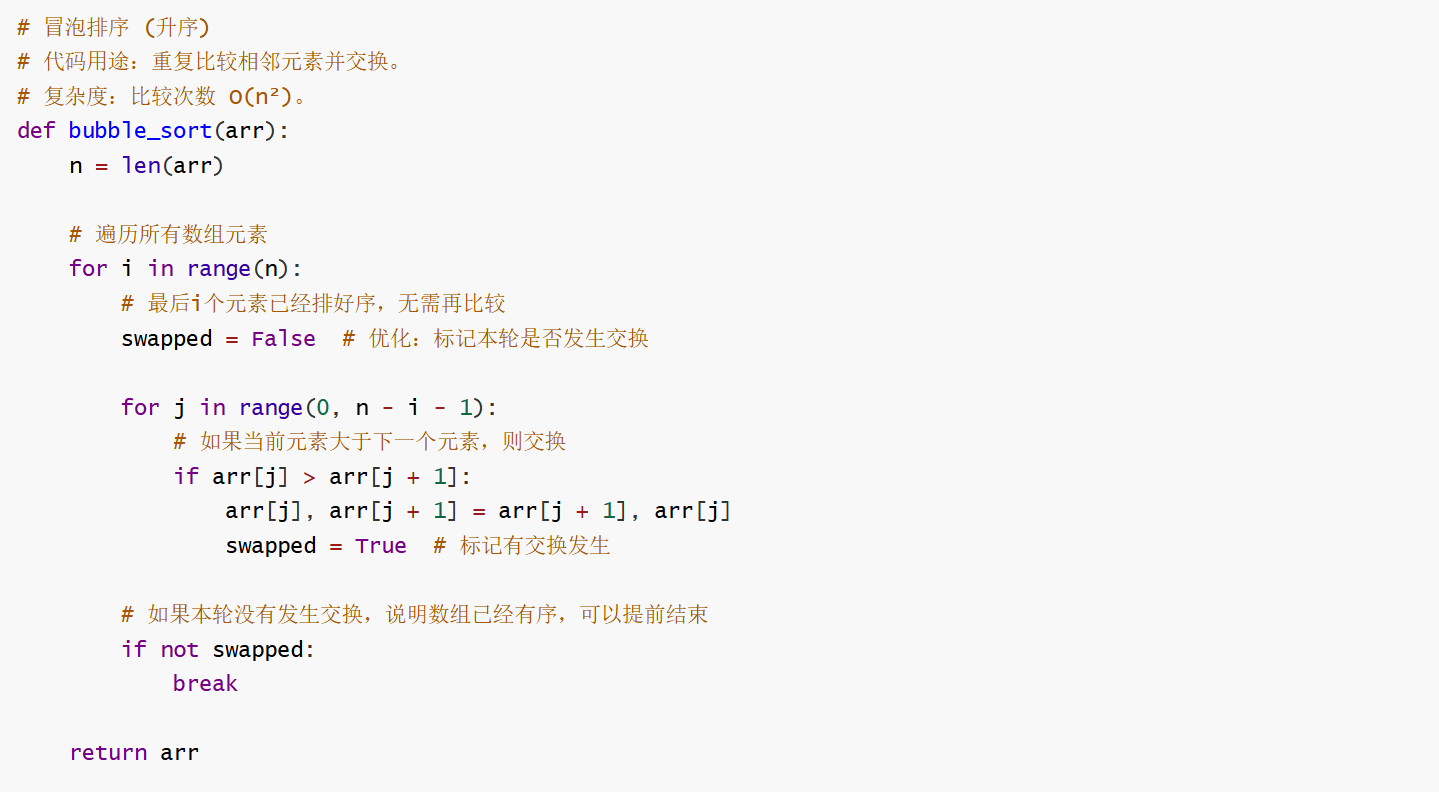 # 冒泡排序 (升序)
# 代码用途：重复比较相邻元素并交换。
# 复杂度：比较次数 O(n²)。
def bubble_sort(arr):
    n = len(arr)
    # 遍历所有数组元素
    for i in range(n):
        # 最后i个元素已经排好序，无需再比较
        swapped = False  # 优化：标记本轮是否发生交换
        for j in range(0, n - i - 1):
            # 如果当前元素大于下一个元素，则交换
            if arr[j] > arr[j + 1]:
                arr[j], arr[j + 1] = arr[j + 1], arr[j]
                swapped = True  # 标记有交换发生
        # 如果本轮没有发生交换，说明数组已经有序，可以提前结束
        if not swapped:
            break
    return arr